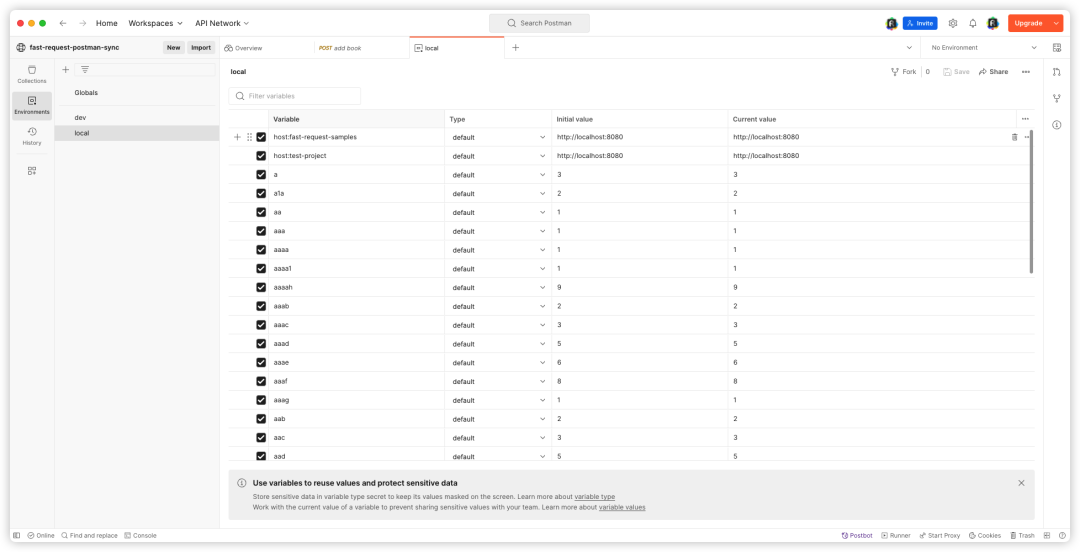 Home Workspaces API Network Search Postman Invite Upgrade
fast-request-postman-sync New Import Overview POST add book local No Environment
Collections
Environments
History
Globals
dev
local
local Fork 0 Save Share
Filter variables
Variable Type Initial value Current value
host:fast-request-samples default http://localhost:8080 http://localhost:8080
host:test-project default http://localhost:8080 http://localhost:8080
a default 3 3
a1a default 2 2
aa default 1 1
aaa default 1 1
aaaa default 1 1
aaaa1 default 1 1
aaaah default 9 9
aaab default 2 2
aaac default 3 3
aaad default 5 5
aaae default 6 6
aaaf default 8 8
aaag default 1 1
aab default 2 2
aac default 3 3
aad default 5 5
Use variables to reuse values and protect sensitive data
Store sensitive data in variable type secret to keep its values masked on the screen. Learn more about variable type
Work with the current value of a variable to prevent sharing sensitive values with your team. Learn more about variable values
Online Find and replace Console Postbot Runner Start Proxy Cookies Trash